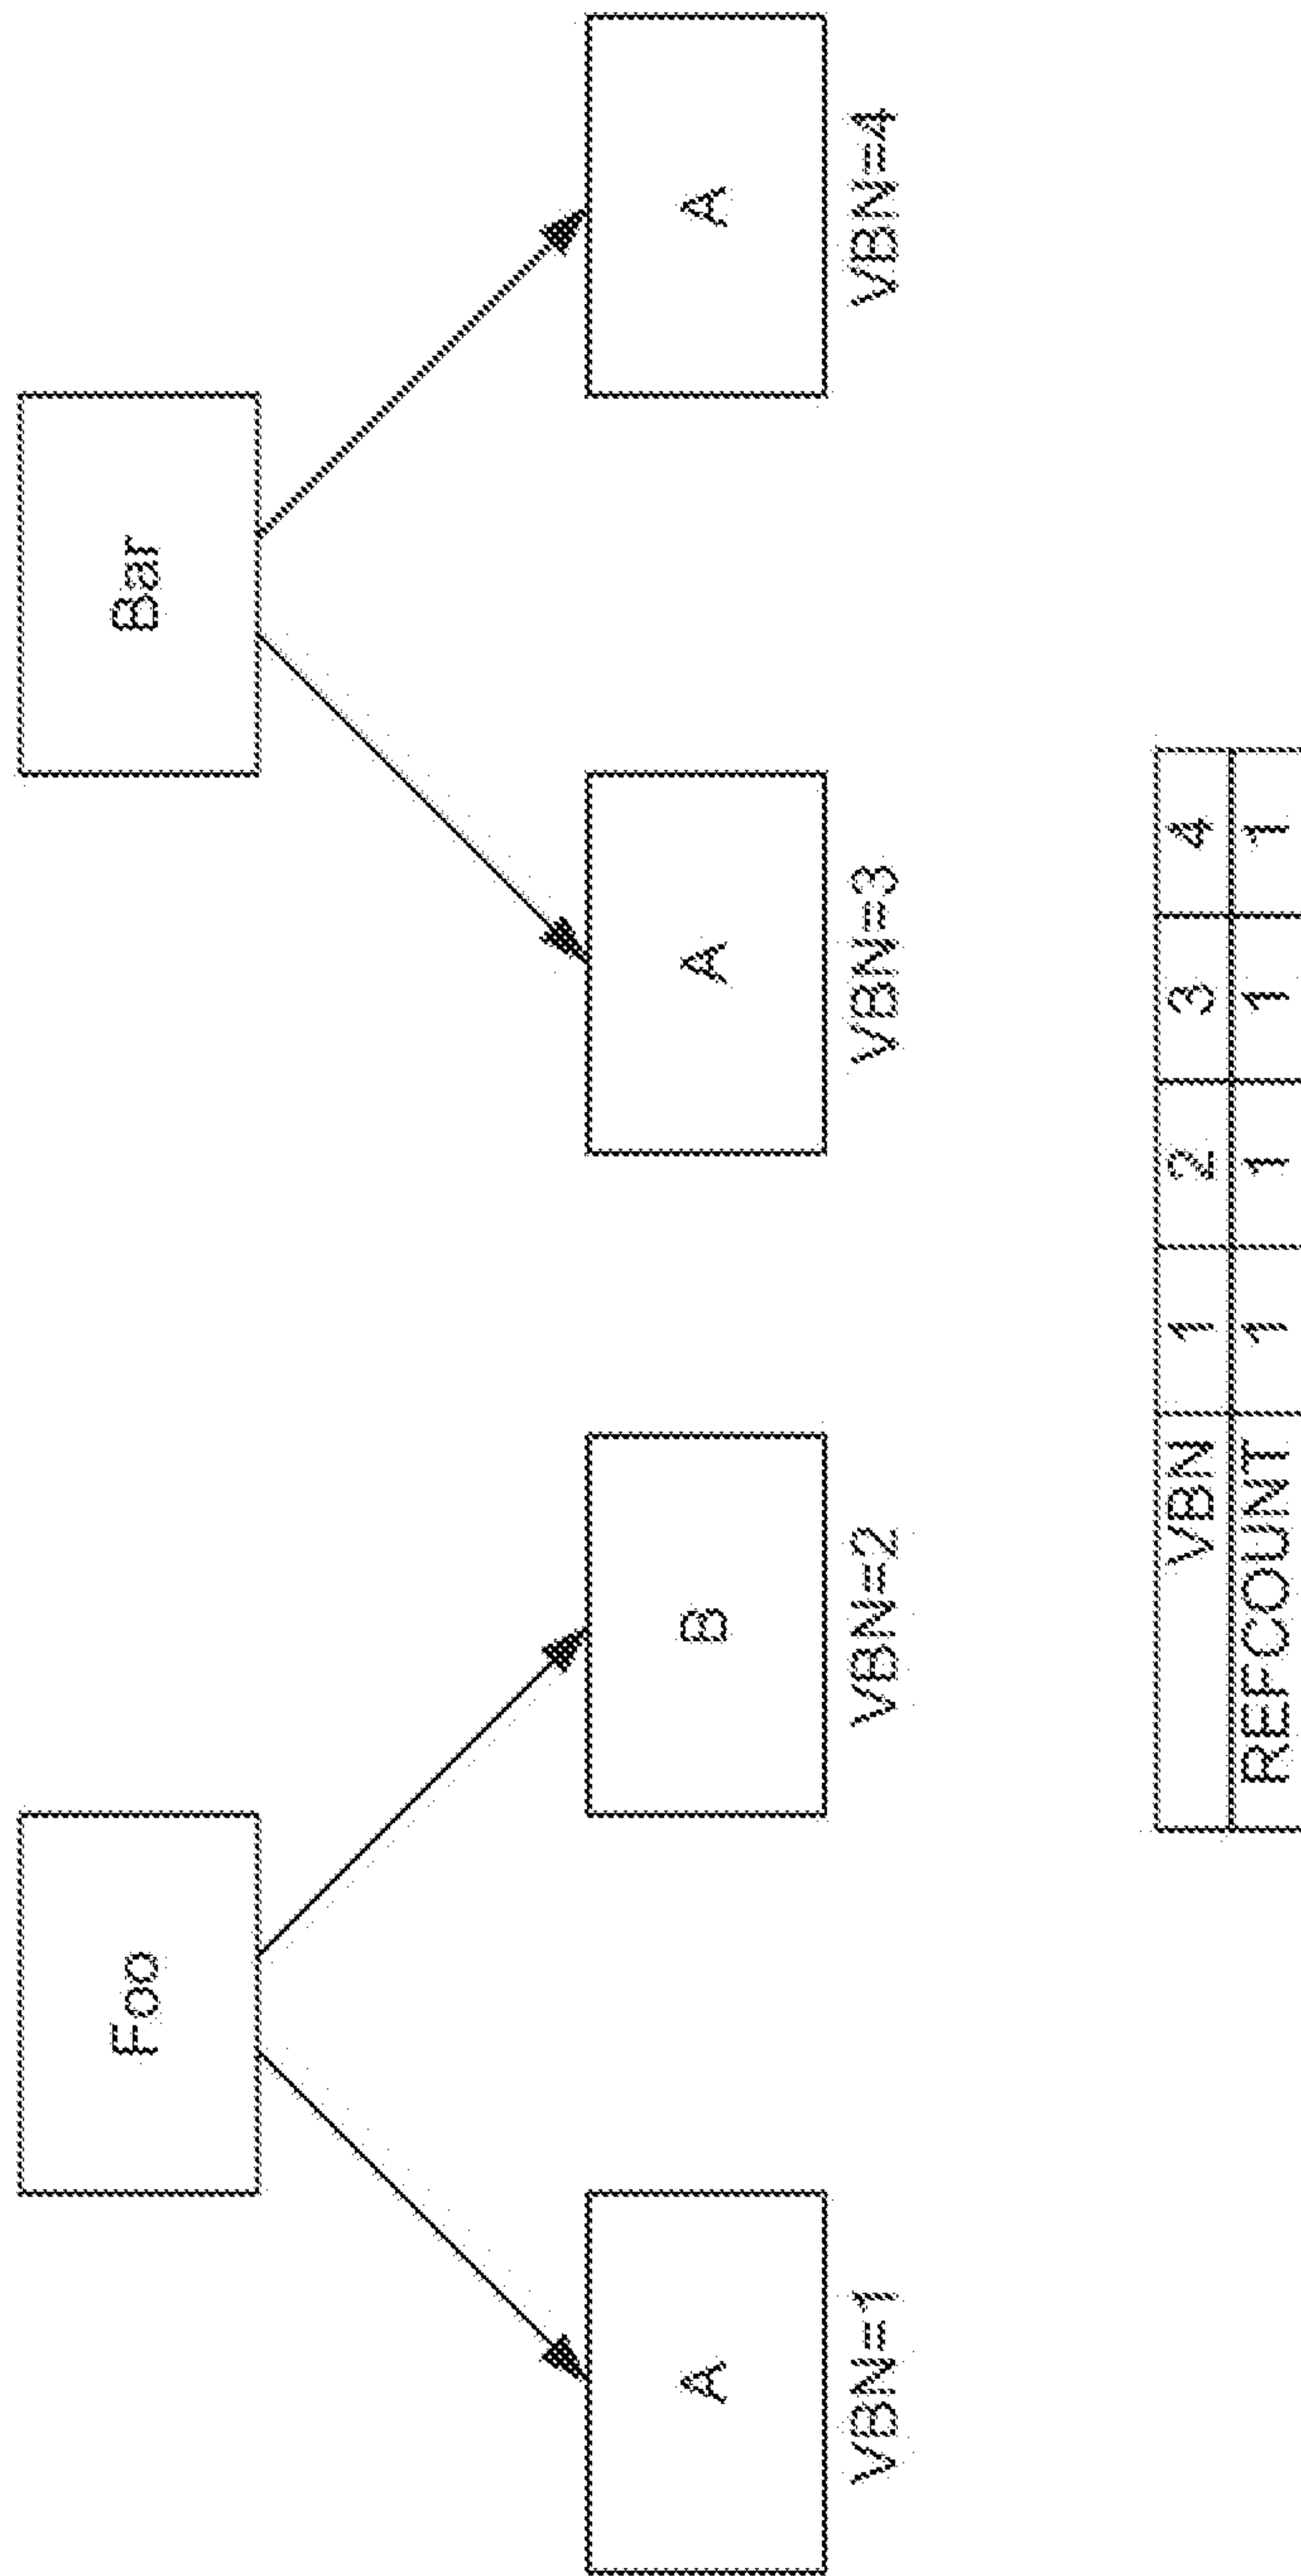 Foo
Bar
A
B
A
A
VBN=1
VBN=2
VBN=3
VBN=4
VBN 1 2 3 4
REFCOUNT 1 1 1 1